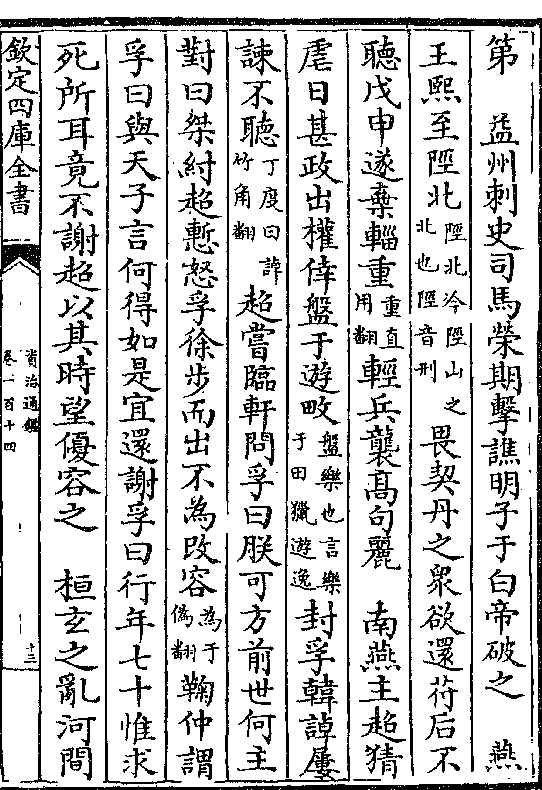 第　益州刺史司馬榮期擊譙明子于白帝破之　燕
王熙至陘北陘北冷陘山之北也陘音刑畏契丹之衆欲還苻后不
聽戊申遂棄輜重重直用翻輕兵襲高句麗　南燕主超猜
虐日甚政出權倖盤于遊畋盤樂也言樂于田獵遊逸封孚韓𧨳屢
諫不聽丁度曰𧨳竹角翻超嘗臨軒問孚曰朕可方前世何主
對曰桀紂超慙怒孚徐步而出不為改容為于偽翻鞠仲謂
孚曰與天子言何得如是宜還謝孚曰行年七十惟求
死所耳竟不謝超以其時望優容之　桓玄之亂河間
欽定四庫全書
資治通鑑
卷一百十四
十三